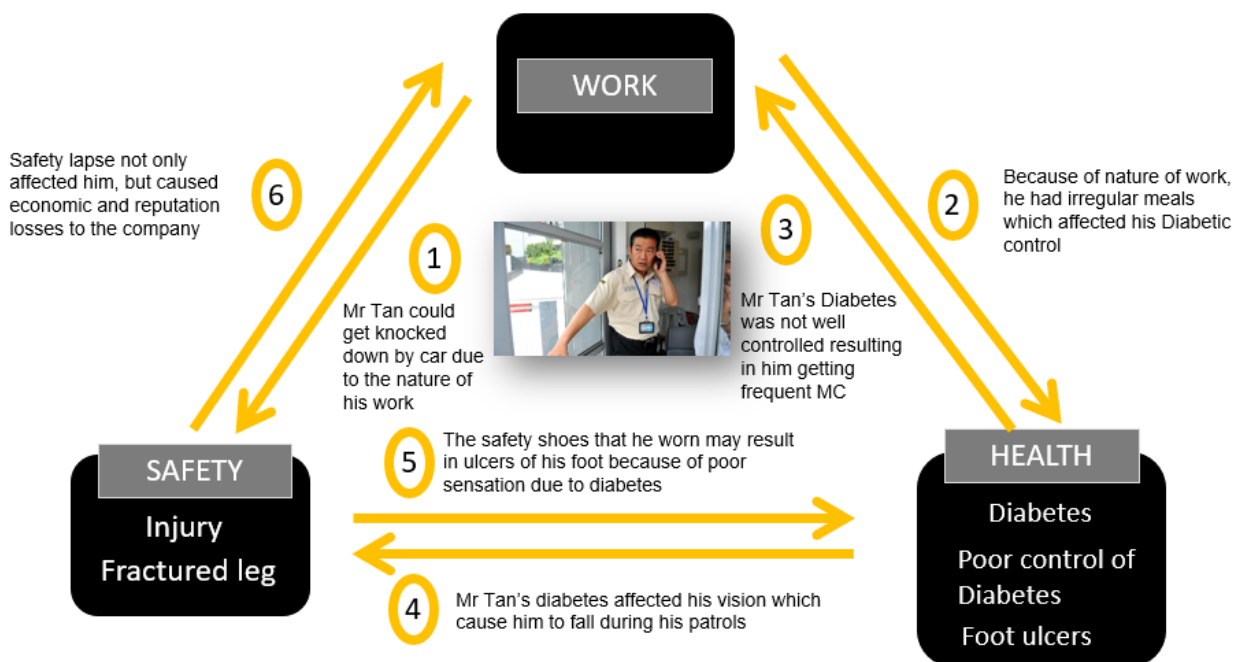 WORK
Safety lapse not only
affected him, but caused
economic and reputation
losses to the company
6
1
Mr Tan could
get knocked
down by car due
to the nature of
his work
3
Mr Tan’s Diabetes
was not well
controlled resulting
in him getting
frequent MC
2
Because of nature of work,
he had irregular meals
which affected his Diabetic
control
5
The safety shoes that he worn may result
in ulcers of his foot because of poor
sensation due to diabetes
4
Mr Tan’s diabetes affected his vision which
cause him to fall during his patrols
SAFETY
Injury
Fractured leg
HEALTH
Diabetes
Poor control of
Diabetes
Foot ulcers